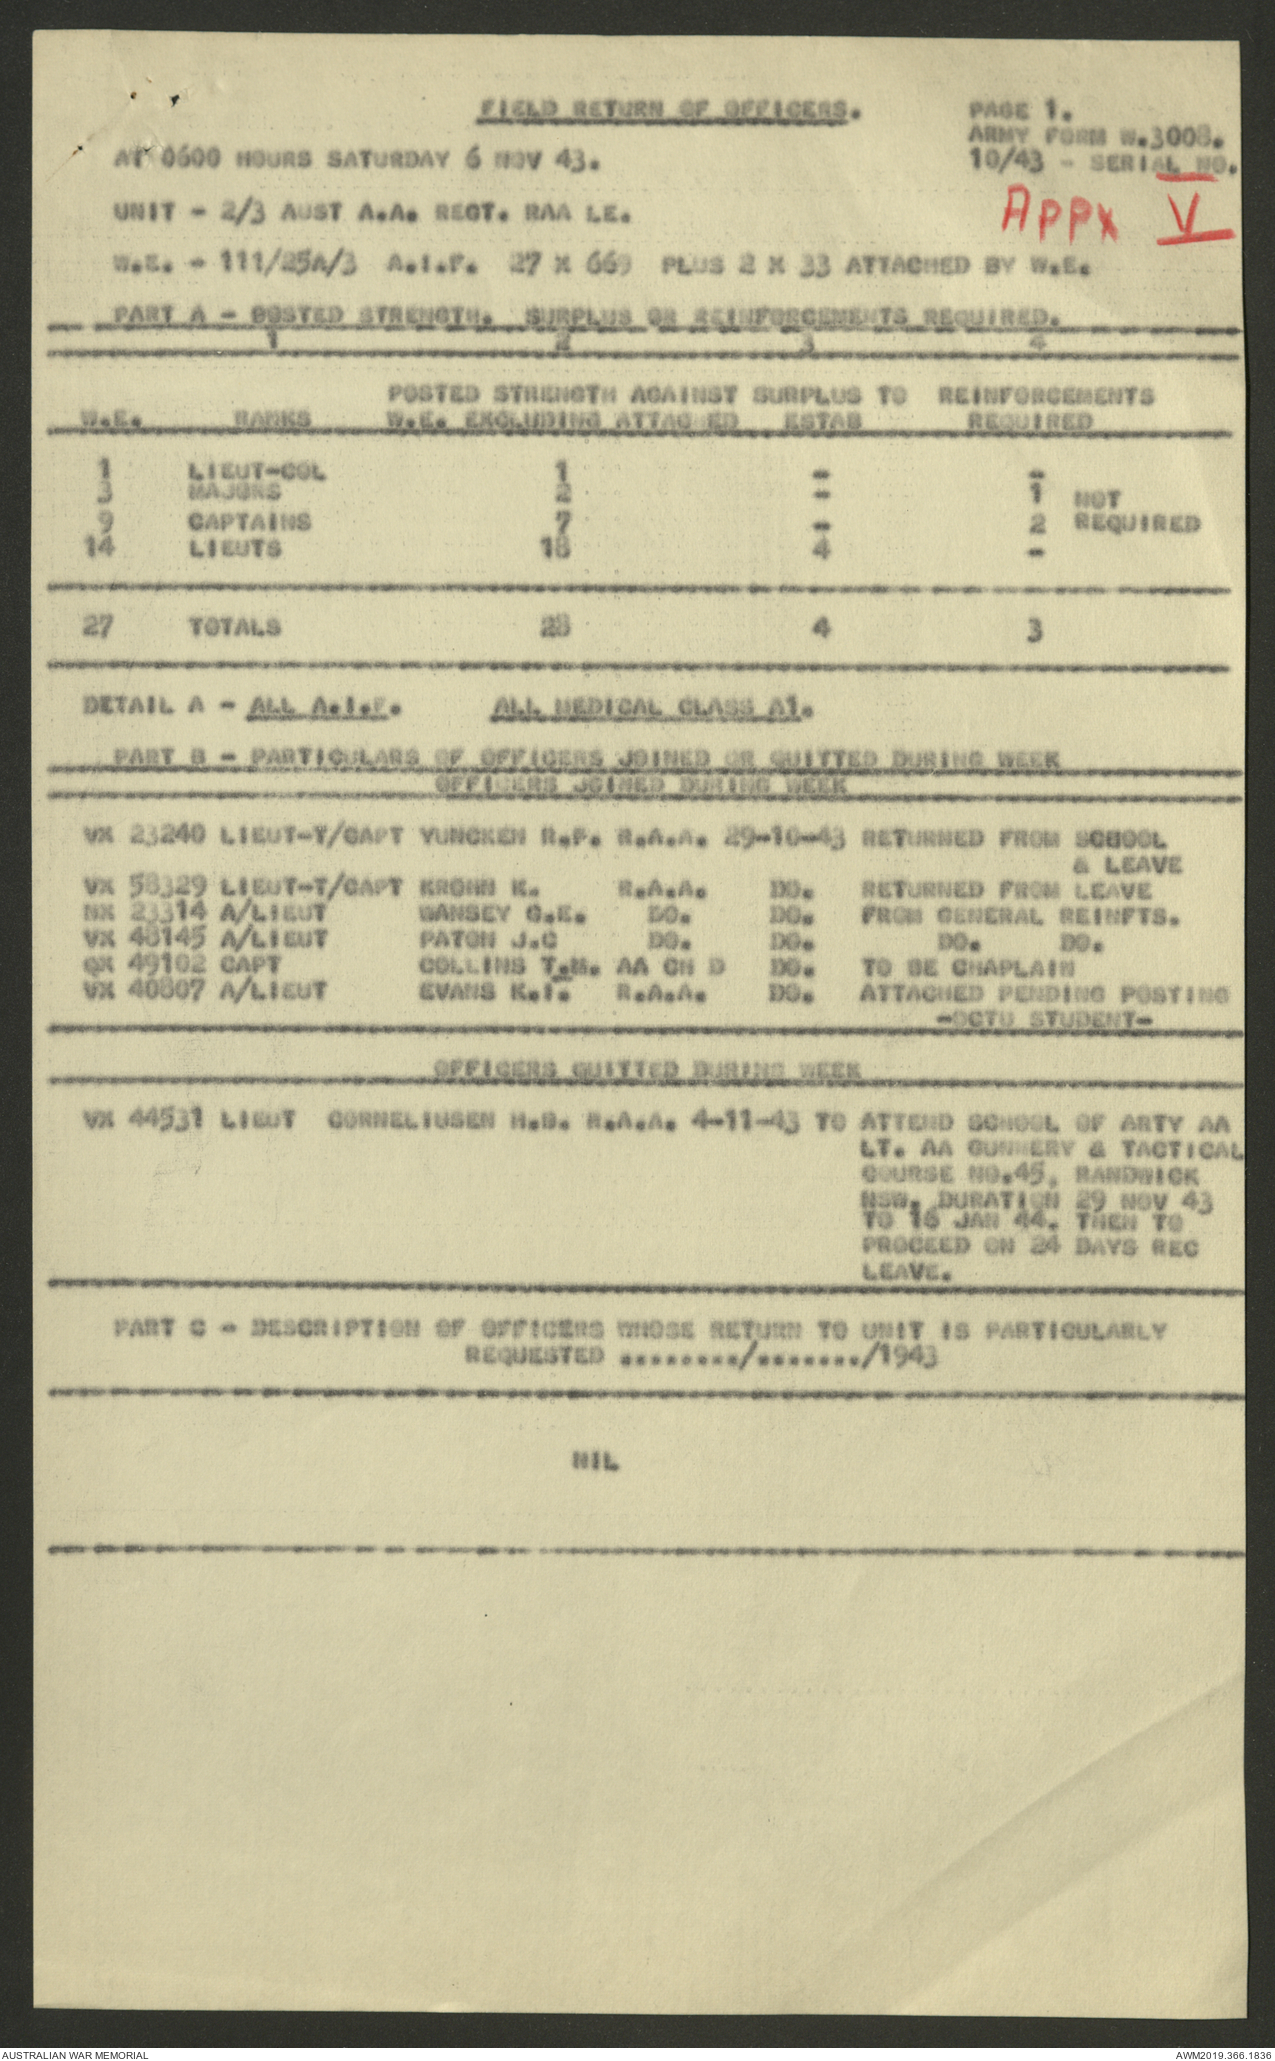 FIELD RETURN OF OFFICERS. PAGE 1.
ARMY FORM W.3008.
AT 0600 HOURS SATURDAY 6 NOV 43. 10/43 - SERIAL NO.
Appx V
UNIT - 2/3 AUST A.A. REGT. RAA LE.
W.E. - 111/25A/3 A.I.F. 27 X 669 PLUS 2 X 33 ATTACHED BY W.E.
PART A - POSTED STRENGTH. SURPLUS OR REINFORCEMENTS REQUIRED.
1 2 3 4
POSTED STRENGTH AGAINST SURPLUS TO REINFORCEMENTS
W.E. RANKS W.E. EXCLUDING ATTACHED ESTAB REQUIRED
1 LIEUT-COL 1 - -
3 MAJORS 2 - 1 NOT
9 CAPTAINS 7 - 2 REQUIRED
14 LIEUTS 18 4 -
27 TOTALS 28 4 3
DETAIL A - ALL A.I.F. ALL MEDICAL CLASS A1.
PART B - PARTICULARS OF OFFICERS JOINED OR QUITTED DURING WEEK
OFFICERS JOINED DURING WEEK
VX 23240 LIEUT-T/CAPT YUNCKEN R.F. R.A.A. 29-10-43 RETURNED FROM SCHOOL
& LEAVE
VX 58329 LIEUT-T/CAPT KROHN K. R.A.A. DO. RETURNED FROM LEAVE
NX 23314 A/LIEUT WANSEY G.E. DO. DO. FROM GENERAL REINFTS.
VX 48145 A/LIEUT PATON J.C DO. DO. DO. DO.
QX 49102 CAPT COLLINS T.M. AA CH D DO. TO BE CHAPLAIN
VX 40807 A/LIEUT EVANS K.I. R.A.A. DO. ATTACHED PENDING POSTING
-OCTU STUDENT-
OFFICERS QUITTED DURING WEEK
VX 44531 LIEUT CORNELIUSEN H.B. R.A.A. 4-11-43 TO ATTEND SCHOOL OF ARTY AA
LT. AA GUNNERY & TACTICAL
COURSE NO.45, RANDWICK
NSW. DURATION 29 NOV 43
TO 16 JAN 44. THEN TO
PROCEED ON 24 DAYS REC
LEAVE.
PART C - DESCRIPTION OF OFFICERS WHOSE RETURN TO UNIT IS PARTICULARLY
REQUESTED ......../......./1943
NIL
AUSTRALIAN WAR MEMORIAL AWM2019.366.1836